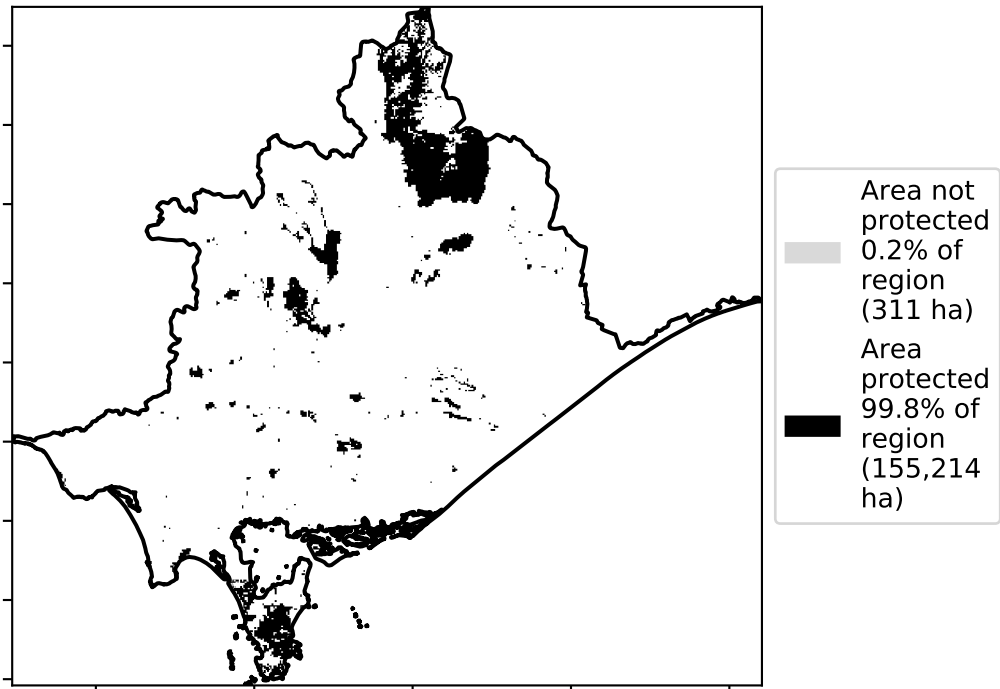 Area not
protected
0.2% of
region
(311 ha)
Area
protected
99.8% of
region
(155,214
ha)